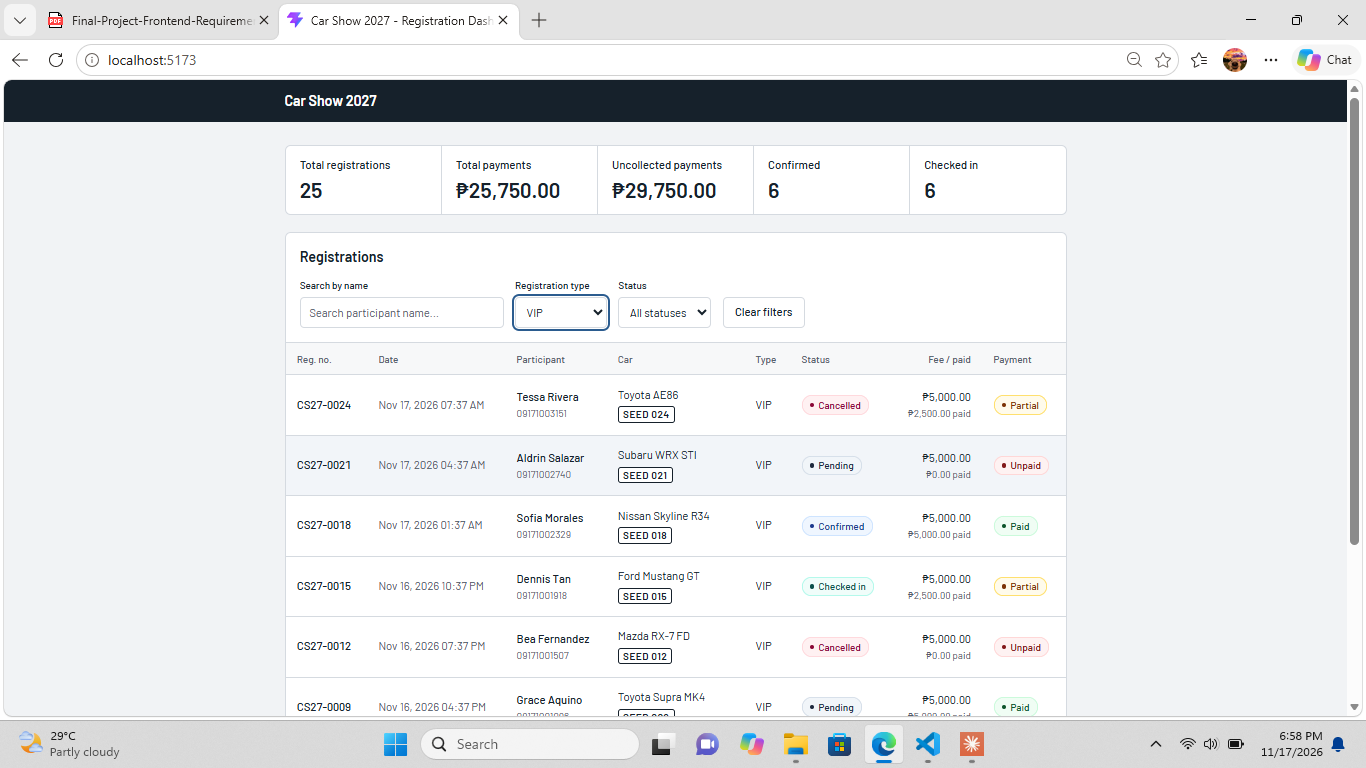 Final-Project-Frontend-Requireme
Car Show 2027 - Registration Dash
localhost:5173
Chat
Car Show 2027
Total registrations
25
Total payments
₱25,750.00
Uncollected payments
₱29,750.00
Confirmed
6
Checked in
6
Registrations
Search by name
Search participant name...
Registration type
VIP
Status
All statuses
Clear filters
Reg. no. Date Participant Car Type Status Fee / paid Payment
CS27-0024 Nov 17, 2026 07:37 AM Tessa Rivera 09171003151 Toyota AE86 SEED 024 VIP Cancelled ₱5,000.00 ₱2,500.00 paid Partial
CS27-0021 Nov 17, 2026 04:37 AM Aldrin Salazar 09171002740 Subaru WRX STI SEED 021 VIP Pending ₱5,000.00 ₱0.00 paid Unpaid
CS27-0018 Nov 17, 2026 01:37 AM Sofia Morales 09171002329 Nissan Skyline R34 SEED 018 VIP Confirmed ₱5,000.00 ₱5,000.00 paid Paid
CS27-0015 Nov 16, 2026 10:37 PM Dennis Tan 09171001918 Ford Mustang GT SEED 015 VIP Checked in ₱5,000.00 ₱2,500.00 paid Partial
CS27-0012 Nov 16, 2026 07:37 PM Bea Fernandez 09171001507 Mazda RX-7 FD SEED 012 VIP Cancelled ₱5,000.00 ₱0.00 paid Unpaid
CS27-0009 Nov 16, 2026 04:37 PM Grace Aquino Toyota Supra MK4 VIP Pending ₱5,000.00 Paid
29°C
Partly cloudy
Search
6:58 PM
11/17/2026